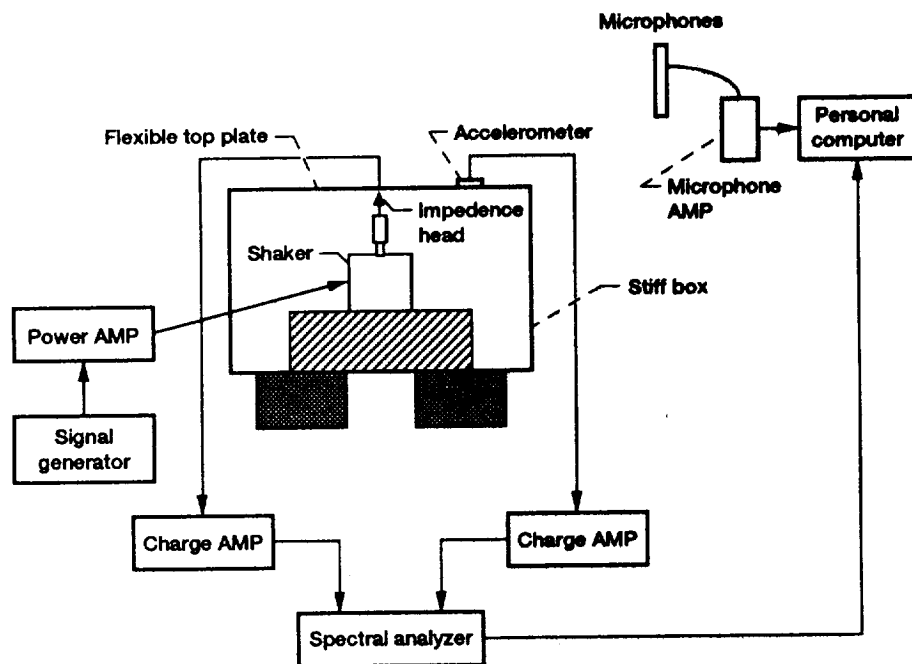 Microphones
Personal
computer
Flexible top plate
Accelerometer
Microphone
AMP
Impedence
head
Shaker
Stiff box
Power AMP
Signal
generator
Charge AMP
Charge AMP
Spectral analyzer